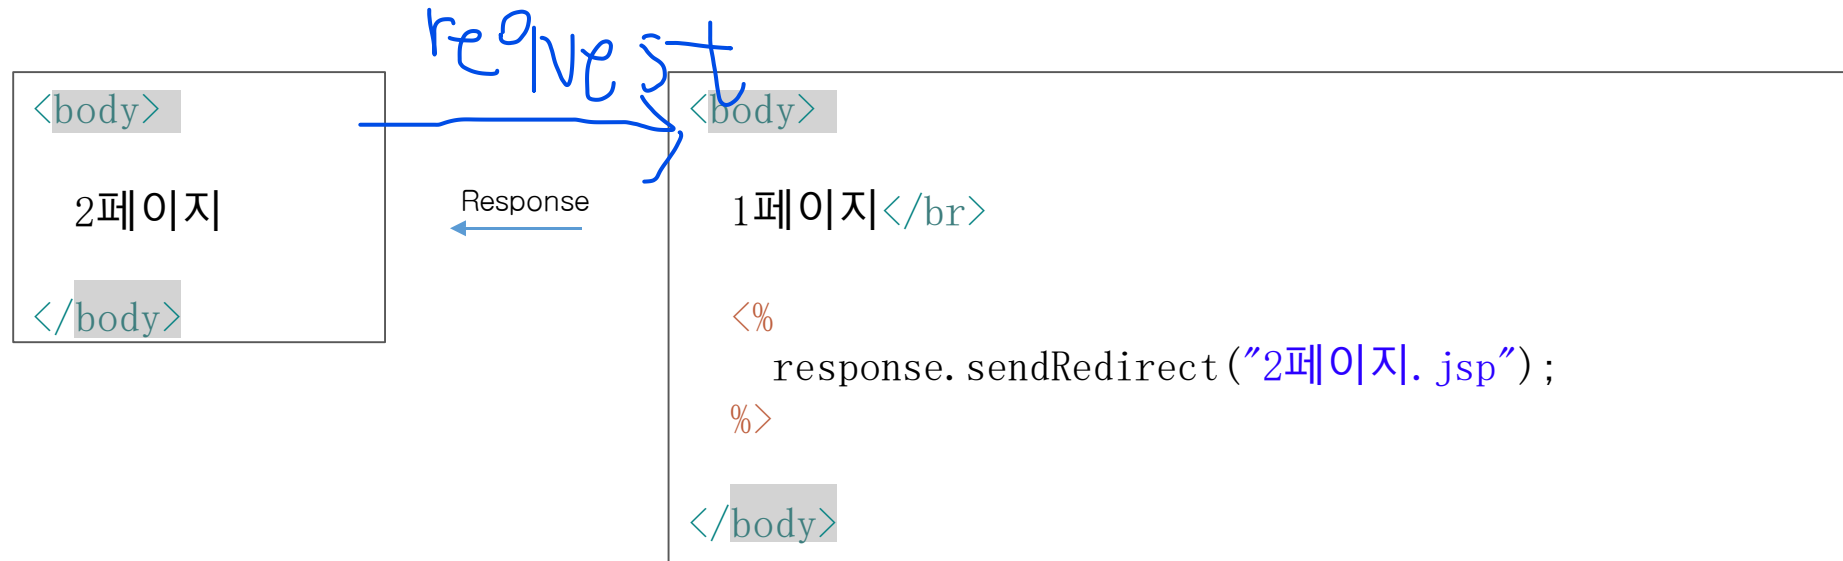 request
<body>
2페이지
</body>
Response
<body>
1페이지</br>
<%
response.sendRedirect("2페이지.jsp");
%>
</body>